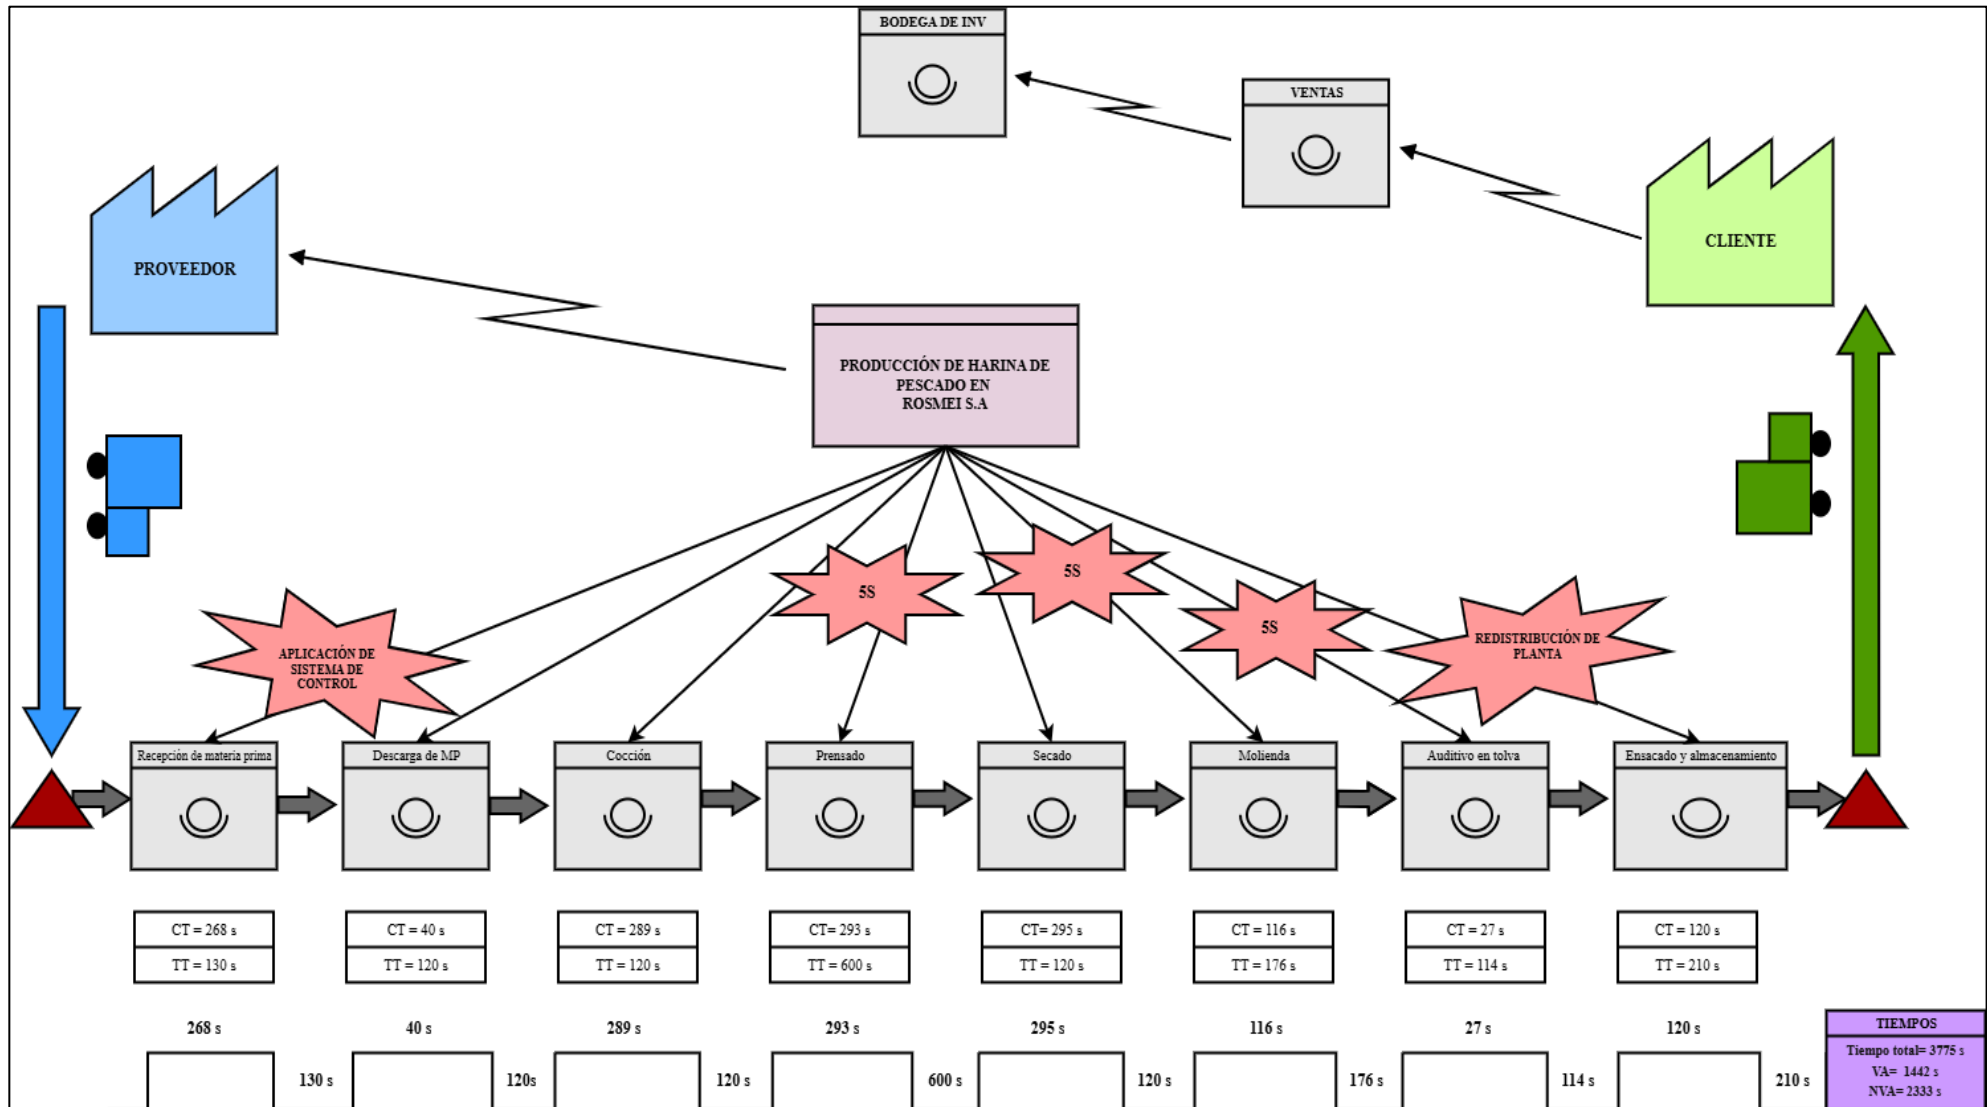 BODEGA DE INV
VENTAS
CLIENTE
PROVEEDOR
PRODUCCIÓN DE HARINA DE
PESCADO EN
ROSMEI S.A
5S
5S
5S
APLICACIÓN DE
SISTEMA DE
CONTROL
REDISTRIBUCIÓN DE
PLANTA
Recepción de materia prima
Descarga de MP
Cocción
Prensado
Secado
Molienda
Auditivo en tolva
Ensacado y almacenamiento
CT = 268 s
TT = 130 s
CT = 40 s
TT = 120 s
CT = 289 s
TT = 120 s
CT= 293 s
TT = 600 s
CT= 295 s
TT = 120 s
CT = 116 s
TT = 176 s
CT = 27 s
TT = 114 s
CT = 120 s
TT = 210 s
268 s
40 s
289 s
293 s
295 s
116 s
27 s
120 s
130 s
120s
120 s
600 s
120 s
176 s
114 s
210 s
TIEMPOS
Tiempo total= 3775 s
VA= 1442 s
NVA= 2333 s